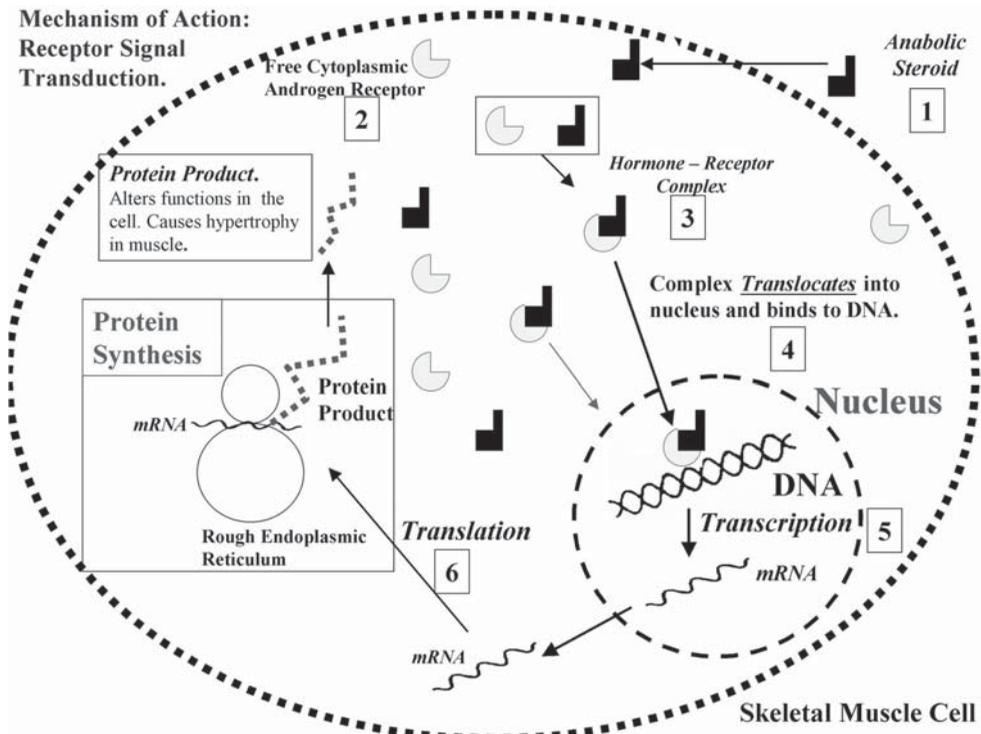 Mechanism of Action:
Receptor Signal
Transduction.
Free Cytoplasmic
Androgen Receptor
2
Anabolic
Steroid
1
Hormone – Receptor
Complex
3
Protein Product.
Alters functions in the
cell. Causes hypertrophy
in muscle.
Complex Translocates into
nucleus and binds to DNA.
4
Protein
Synthesis
Protein
Product
mRNA
Rough Endoplasmic
Reticulum
Nucleus
DNA
Transcription
5
mRNA
Translation
6
mRNA
Skeletal Muscle Cell